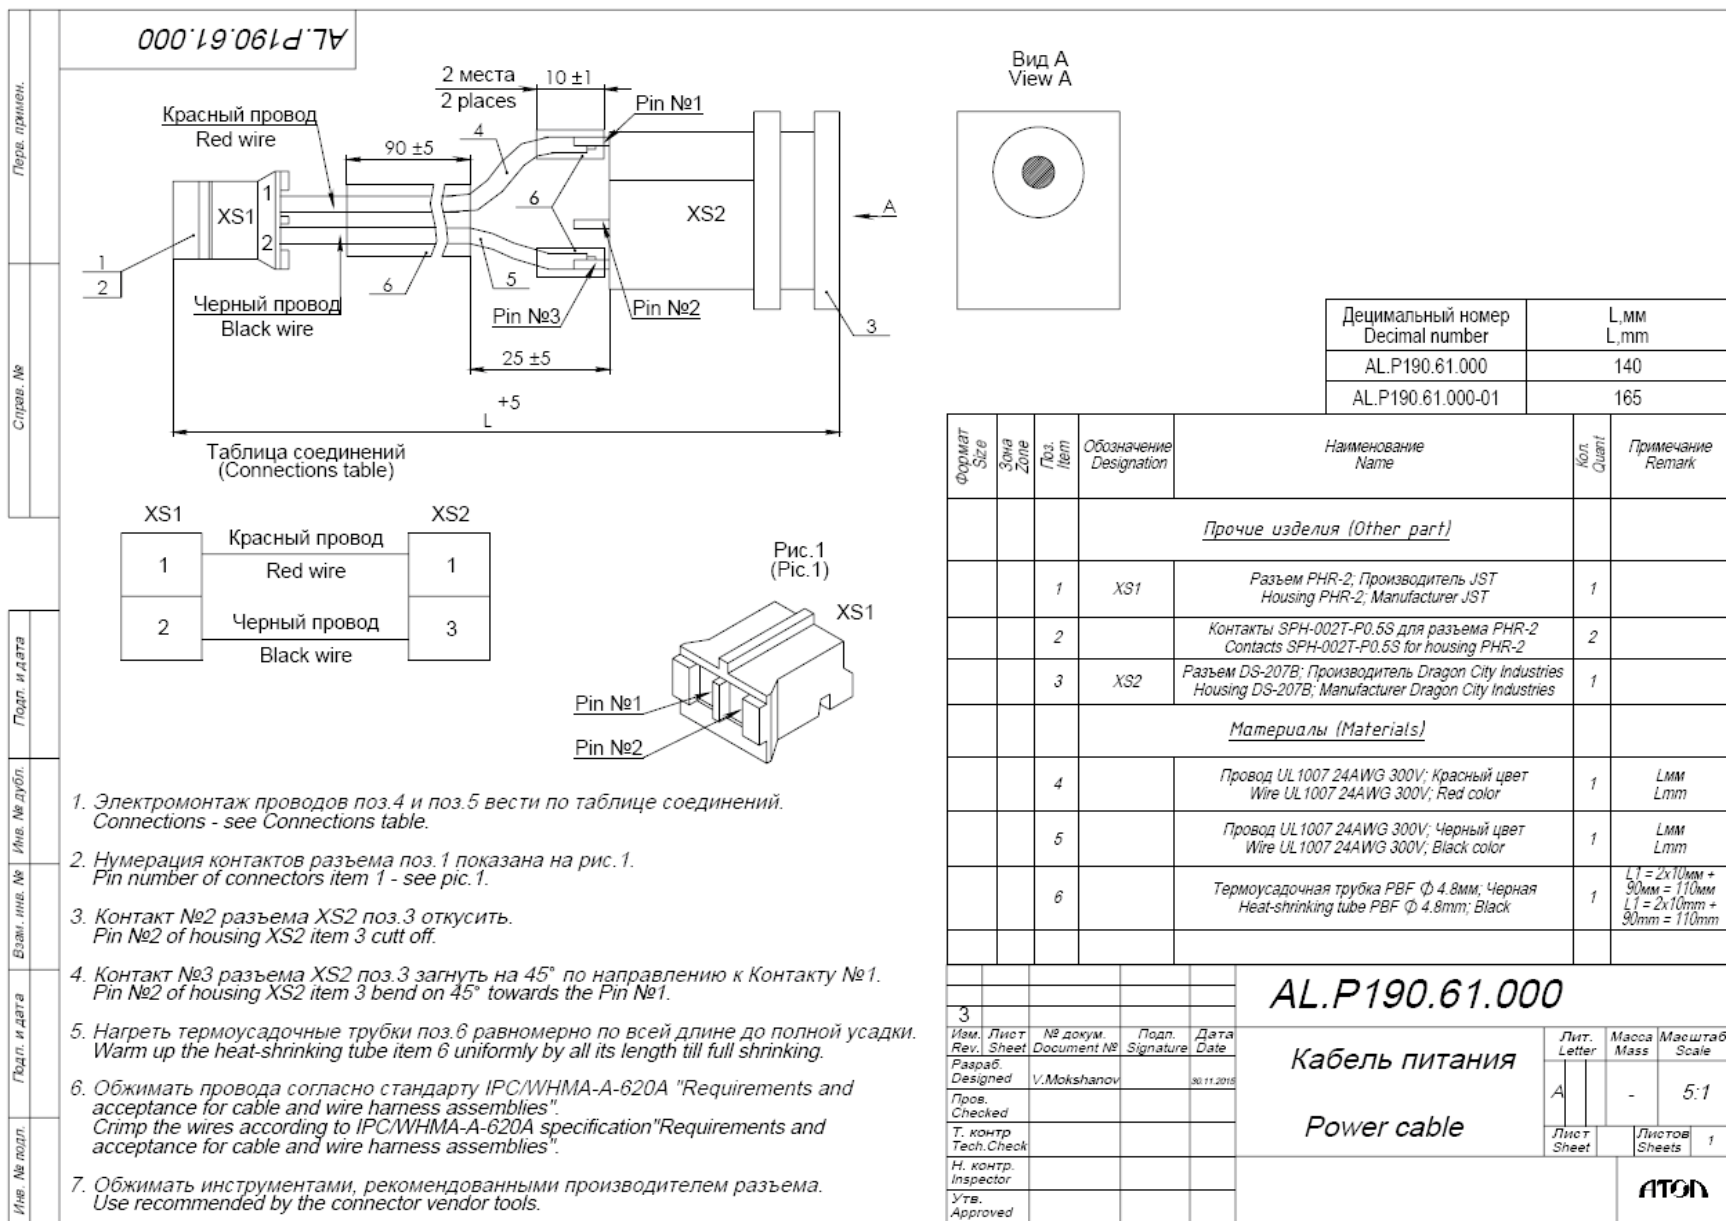 AL.P190.61.000
Перв. примен.
Справ. №
Подп. и дата
Инв. № дубл.
Взам. инв. №
Подп. и дата
Инв. № подл.
2 места
2 places
10 ±1
Pin №1
Красный провод
Red wire
4
90 ±5
1
XS1
2
6
XS2
A
1
2
6
5
Черный провод
Black wire
Pin №3
Pin №2
3
25 ±5
+5
L
Вид А
View A
Децимальный номер
Decimal number
L,мм
L,mm
AL.P190.61.000
140
AL.P190.61.000-01
165
Таблица соединений
(Connections table)
XS1
XS2
1
Красный провод
Red wire
1
2
Черный провод
Black wire
3
Рис.1
(Pic.1)
XS1
Pin №1
Pin №2
1. Электромонтаж проводов поз.4 и поз.5 вести по таблице соединений.
Connections - see Connections table.
2. Нумерация контактов разъема поз.1 показана на рис.1.
Pin number of connectors item 1 - see pic.1.
3. Контакт №2 разъема XS2 поз.3 откусить.
Pin №2 of housing XS2 item 3 cutt off.
4. Контакт №3 разъема XS2 поз.3 загнуть на 45° по направлению к Контакту №1.
Pin №2 of housing XS2 item 3 bend on 45° towards the Pin №1.
5. Нагреть термоусадочные трубки поз.6 равномерно по всей длине до полной усадки.
Warm up the heat-shrinking tube item 6 uniformly by all its length till full shrinking.
6. Обжимать провода согласно стандарту IPC/WHMA-A-620A "Requirements and
acceptance for cable and wire harness assemblies".
Crimp the wires according to IPC/WHMA-A-620A specification"Requirements and
acceptance for cable and wire harness assemblies".
7. Обжимать инструментами, рекомендованными производителем разъема.
Use recommended by the connector vendor tools.
Формат
Size
Зона
Zone
Поз.
Item
Обозначение
Designation
Наименование
Name
Кол.
Quant
Примечание
Remark
Прочие изделия (Other part)
1
XS1
Разъем PHR-2; Производитель JST
Housing PHR-2; Manufacturer JST
1
2
Контакты SPH-002T-P0.5S для разъема PHR-2
Contacts SPH-002T-P0.5S for housing PHR-2
2
3
XS2
Разъем DS-207B; Производитель Dragon City Industries
Housing DS-207B; Manufacturer Dragon City Industries
1
Материалы (Materials)
4
Провод UL1007 24AWG 300V; Красный цвет
Wire UL1007 24AWG 300V; Red color
1
Lмм
Lmm
5
Провод UL1007 24AWG 300V; Черный цвет
Wire UL1007 24AWG 300V; Black color
1
Lмм
Lmm
6
Термоусадочная трубка PBF Ф 4.8мм; Черная
Heat-shrinking tube PBF Ф 4.8mm; Black
1
L1 = 2x10мм +
90мм = 110мм
L1 = 2x10mm +
90mm = 110mm
3
Изм.
Rev.
Лист
Sheet
№ докум.
Document №
Подп.
Signature
Дата
Date
Разраб.
Designed
V.Mokshanov
30.11.2015
Пров.
Checked
Т. контр
Tech.Check
Н. контр.
Inspector
Утв.
Approved
AL.P190.61.000
Кабель питания
Power cable
Лит.
Letter
Масса
Mass
Масштаб
Scale
A
-
5:1
Лист
Sheet
Листов
Sheets
1
ATOЛ